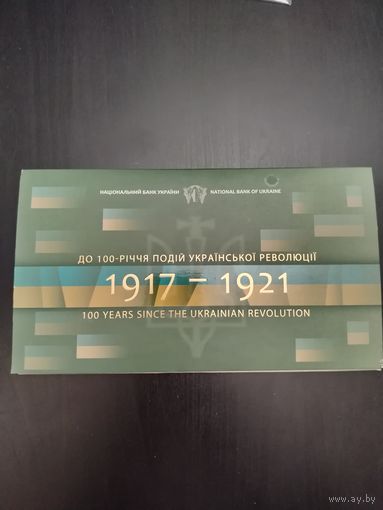 НАЦІОНАЛЬНИЙ БАНК УКРАЇНИ NATIONAL BANK OF UKRAINE
ДО 100-РІЧЧЯ ПОДІЙ УКРАЇНСЬКОЇ РЕВОЛЮЦІЇ
1917 – 1921
100 YEARS SINCE THE UKRAINIAN REVOLUTION
www.ay.by